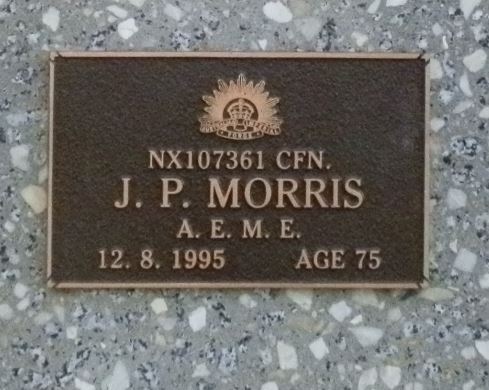 NX107361 CFN.
J. P. MORRIS
A. E. M. E.
12. 8. 1995 AGE 75